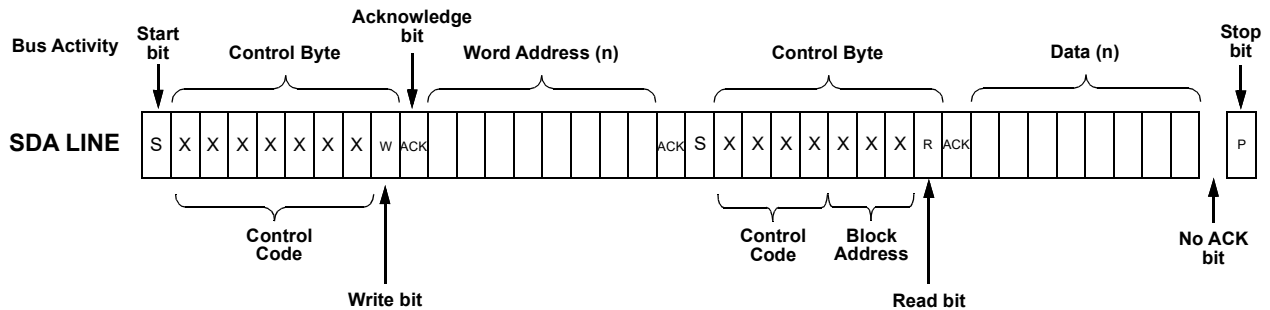 Bus Activity
Start
bit
Control Byte
Acknowledge
bit
Word Address (n)
Control Byte
Data (n)
Stop
bit
SDA LINE
S X X X X X X X W ACK ACK S X X X X X X X R ACK P
Control
Code
Write bit
Control
Code
Block
Address
Read bit
No ACK
bit